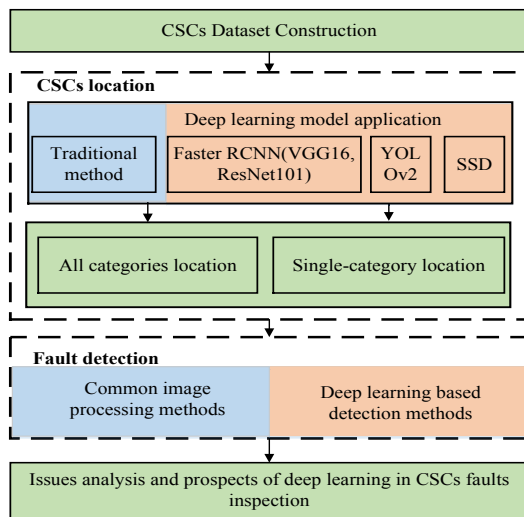 CSCs Dataset Construction
CSCs location
Deep learning model application
Traditional
method
Faster RCNN(VGG16,
ResNet101)
YOL
Ov2
SSD
All categories location
Single-category location
Fault detection
Common image
processing methods
Deep learning based
detection methods
Issues analysis and prospects of deep learning in CSCs faults
inspection